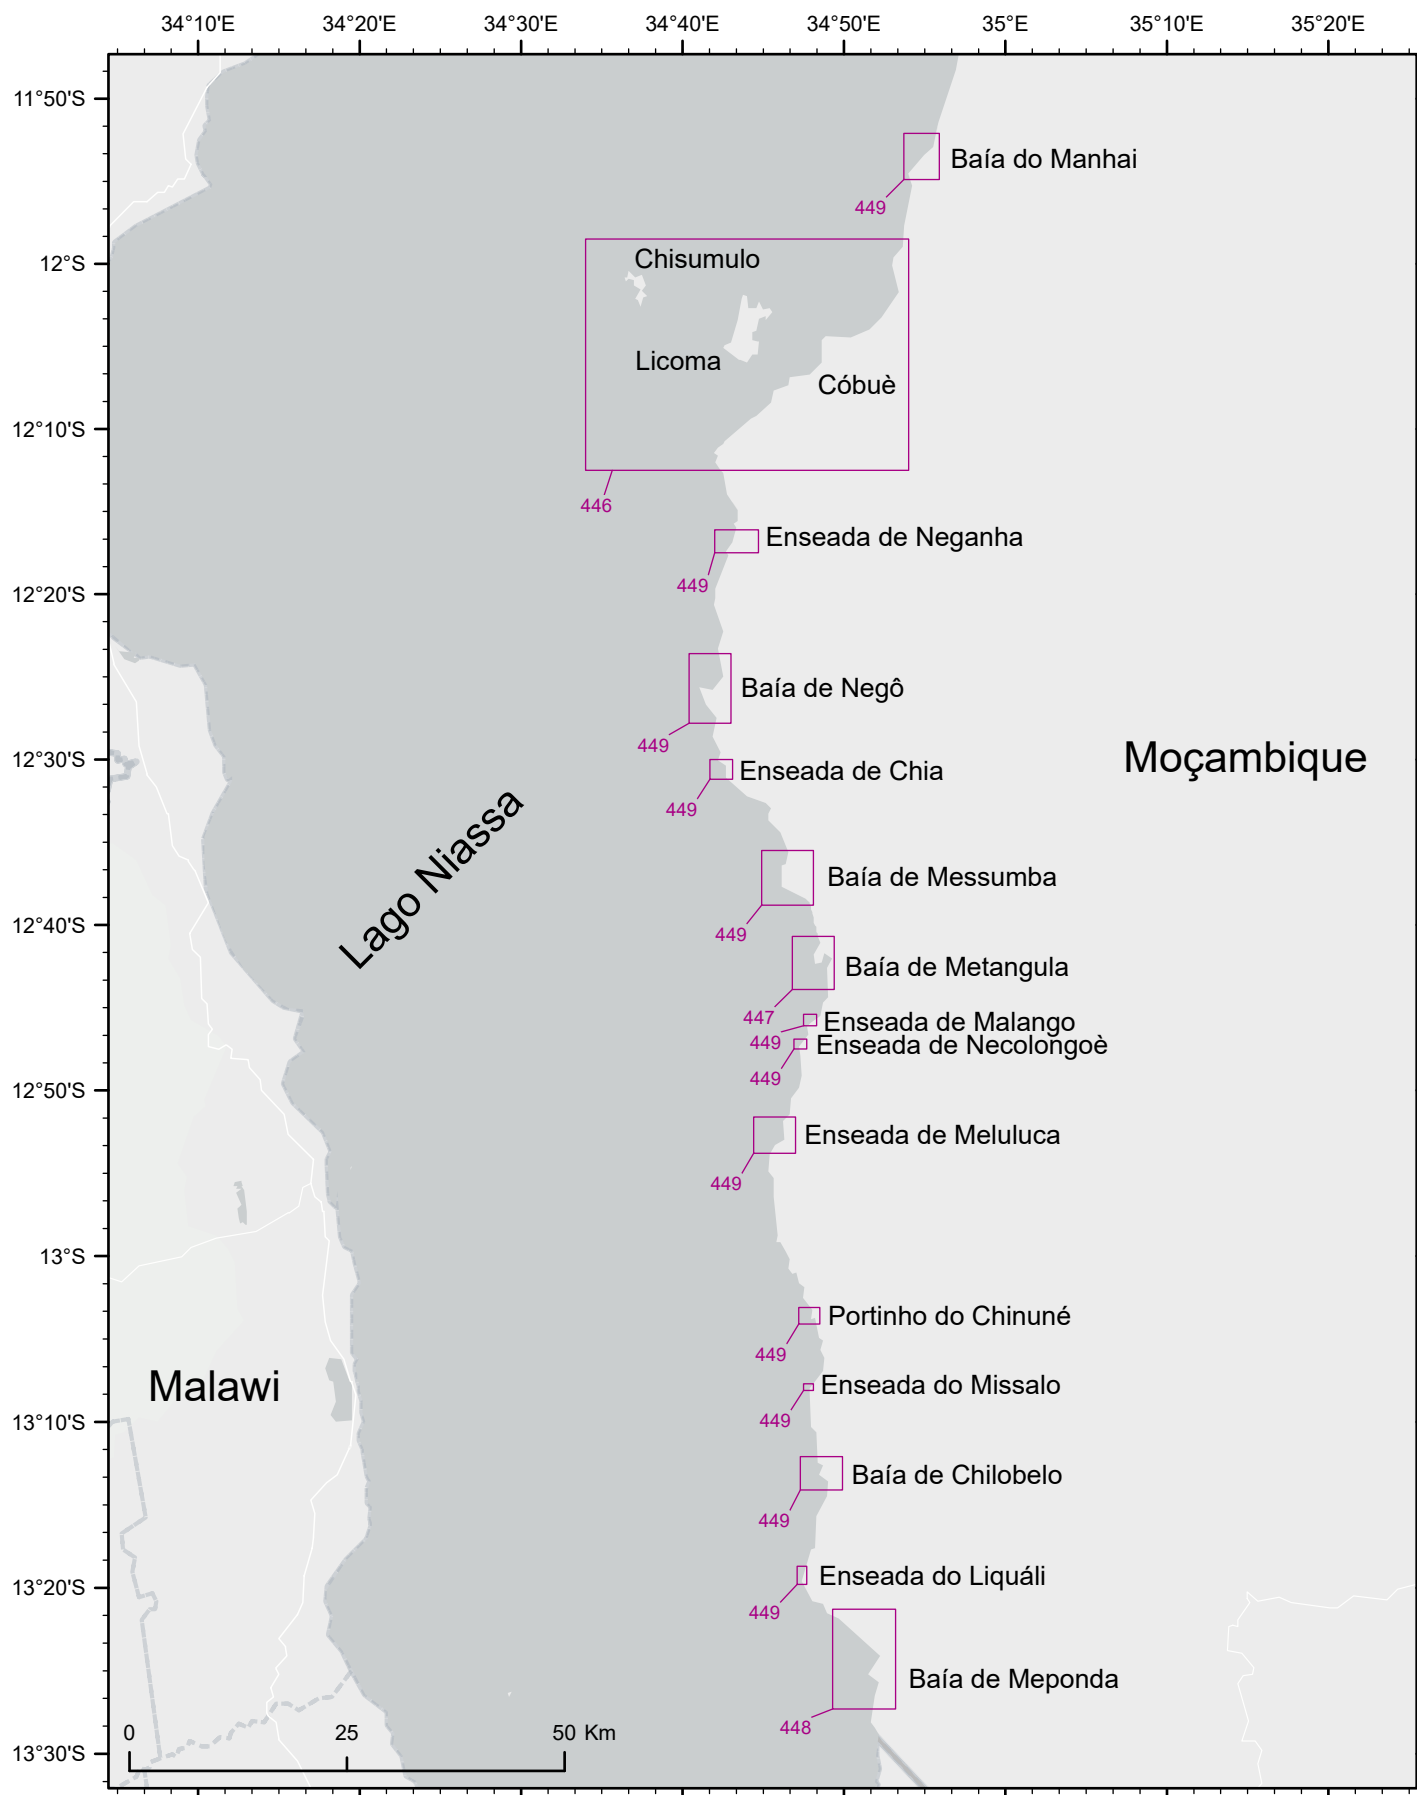 34°10'E 34°20'E 34°30'E 34°40'E 34°50'E 35°E 35°10'E 35°20'E
11°50'S
Baía do Manhai
449
12°S
Chisumulo
Licoma
Cóbuè
12°10'S
446
Enseada de Neganha
449
12°20'S
Baía de Negô
449
12°30'S
Moçambique
Enseada de Chia
449
Lago Niassa
Baía de Messumba
12°40'S
449
Baía de Metangula
447
Enseada de Malango
449
Enseada de Necolongoè
449
12°50'S
Enseada de Meluluca
449
13°S
Portinho do Chinuné
449
Malawi
Enseada do Missalo
449
13°10'S
Baía de Chilobelo
449
13°20'S
Enseada do Liquáli
449
Baía de Meponda
448
0 25 50 Km
13°30'S